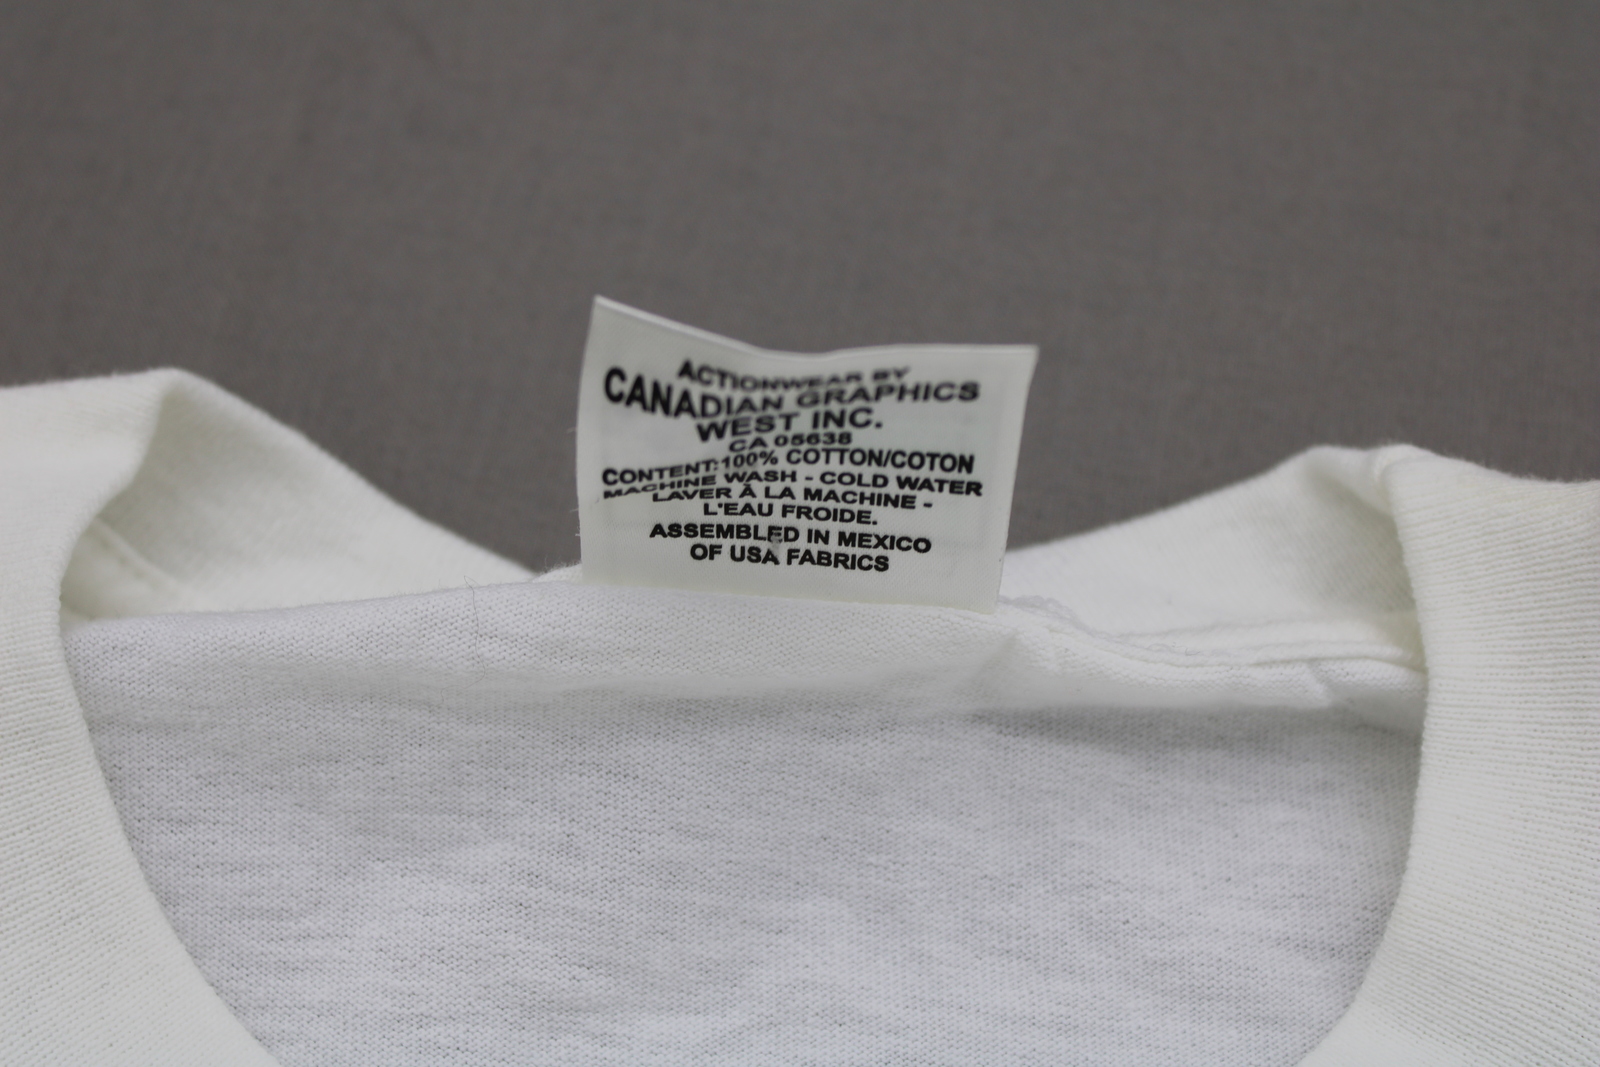 ACTIONWEAR BY
CANADIAN GRAPHICS
WEST INC.
CA 05638
CONTENT:100% COTTON/COTON
MACHINE WASH - COLD WATER
LAVER À LA MACHINE -
L'EAU FROIDE.
ASSEMBLED IN MEXICO
OF USA FABRICS